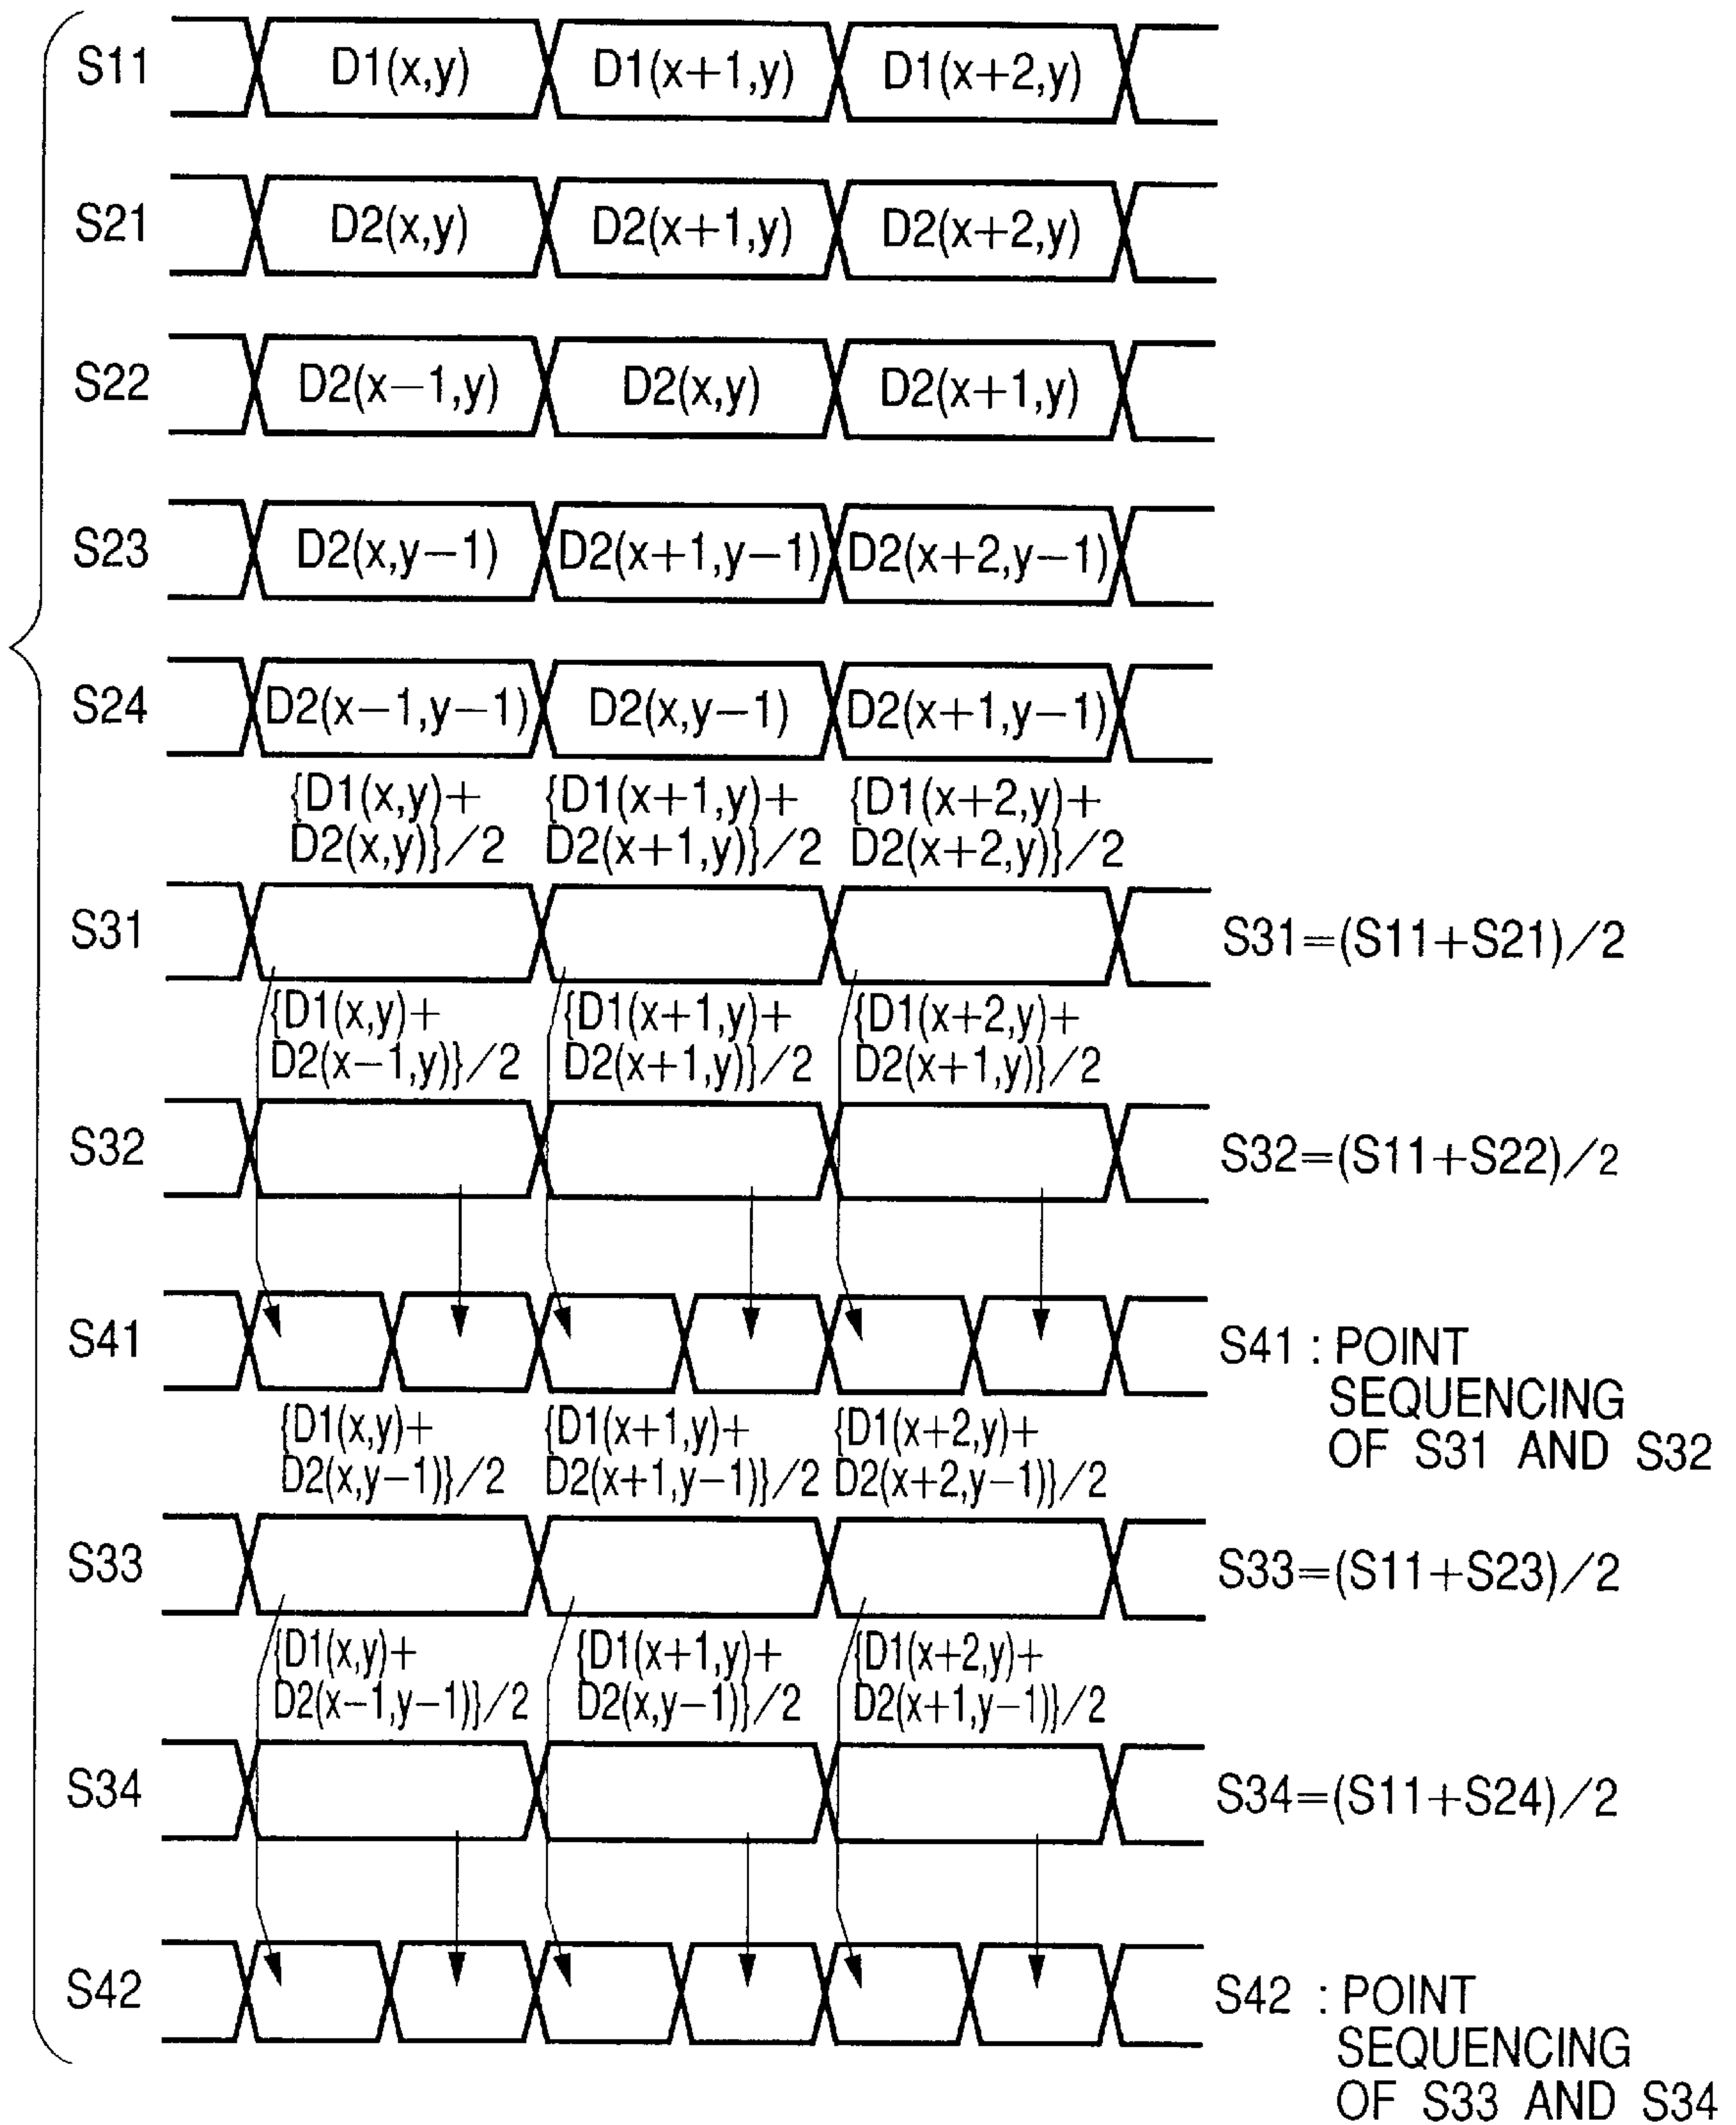 S11 D1(x,y) D1(x+1,y) D1(x+2,y)
S21 D2(x,y) D2(x+1,y) D2(x+2,y)
S22 D2(x−1,y) D2(x,y) D2(x+1,y)
S23 D2(x,y−1) D2(x+1,y−1) D2(x+2,y−1)
S24 D2(x−1,y−1) D2(x,y−1) D2(x+1,y−1)
{D1(x,y)+ {D1(x+1,y)+ {D1(x+2,y)+
D2(x,y)}/2 D2(x+1,y)}/2 D2(x+2,y)}/2
S31 S31=(S11+S21)/2
{D1(x,y)+ {D1(x+1,y)+ {D1(x+2,y)+
D2(x−1,y)}/2 D2(x+1,y)}/2 D2(x+1,y)}/2
S32 S32=(S11+S22)/2
S41 S41 : POINT
SEQUENCING
OF S31 AND S32
{D1(x,y)+ {D1(x+1,y)+ {D1(x+2,y)+
D2(x,y−1)}/2 D2(x+1,y−1)}/2 D2(x+2,y−1)}/2
S33 S33=(S11+S23)/2
{D1(x,y)+ {D1(x+1,y)+ {D1(x+2,y)+
D2(x−1,y−1)}/2 D2(x,y−1)}/2 D2(x+1,y−1)}/2
S34 S34=(S11+S24)/2
S42 S42 : POINT
SEQUENCING
OF S33 AND S34